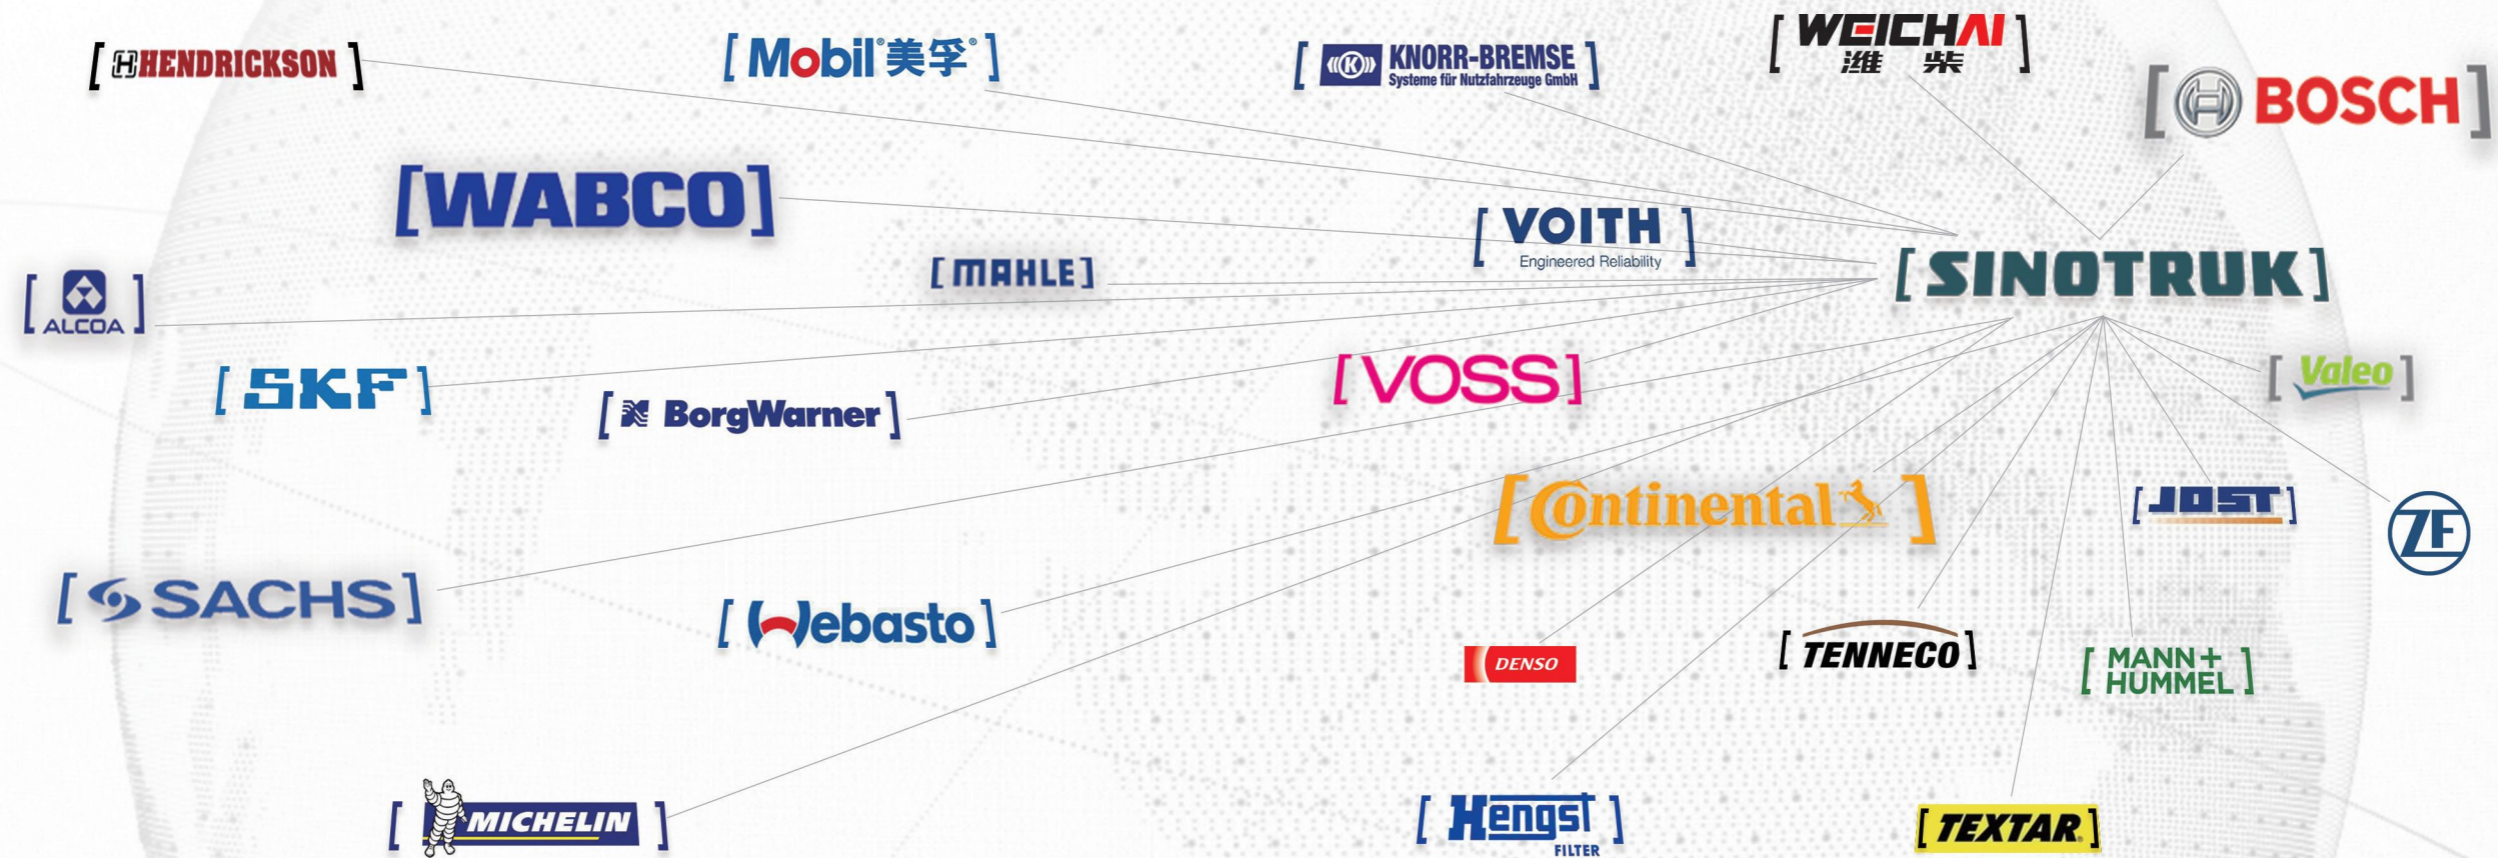 HENDRICKSON
Mobil®美孚®
KNORR-BREMSE
Systeme für Nutzfahrzeuge GmbH
WEICHAI
潍柴
BOSCH
WABCO
MAHLE
VOITH
Engineered Reliability
SINOTRUK
ALCOA
SKF
BorgWarner
VOSS
Valeo
Continental
JOST
ZF
SACHS
Webasto
DENSO
TENNECO
MANN+
HUMMEL
MICHELIN
Hengst
FILTER
TEXTAR